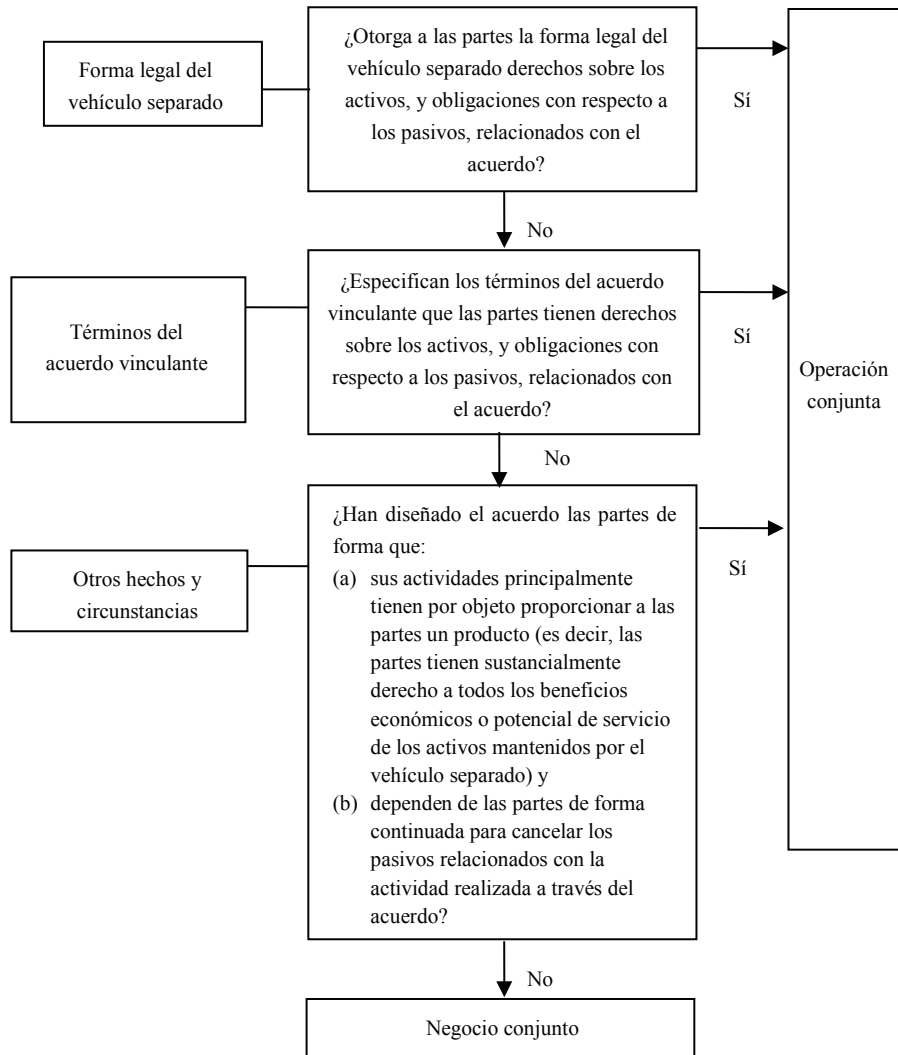 ¿Otorga a las partes la forma legal del
vehículo separado derechos sobre los
activos, y obligaciones con respecto a
los pasivos, relacionados con el
acuerdo?
Forma legal del
vehículo separado
Sí
No
¿Especifican los términos del acuerdo
vinculante que las partes tienen derechos
sobre los activos, y obligaciones con
respecto a los pasivos, relacionados con
el acuerdo?
Términos del
acuerdo vinculante
Sí
Operación
conjunta
No
¿Han diseñado el acuerdo las partes de
forma que:
(a) sus actividades principalmente
tienen por objeto proporcionar a las
partes un producto (es decir, las
partes tienen sustancialmente
derecho a todos los beneficios
económicos o potencial de servicio
de los activos mantenidos por el
vehículo separado) y
(b) dependen de las partes de forma
continuada para cancelar los
pasivos relacionados con la
actividad realizada a través del
acuerdo?
Otros hechos y
circunstancias
Sí
No
Negocio conjunto